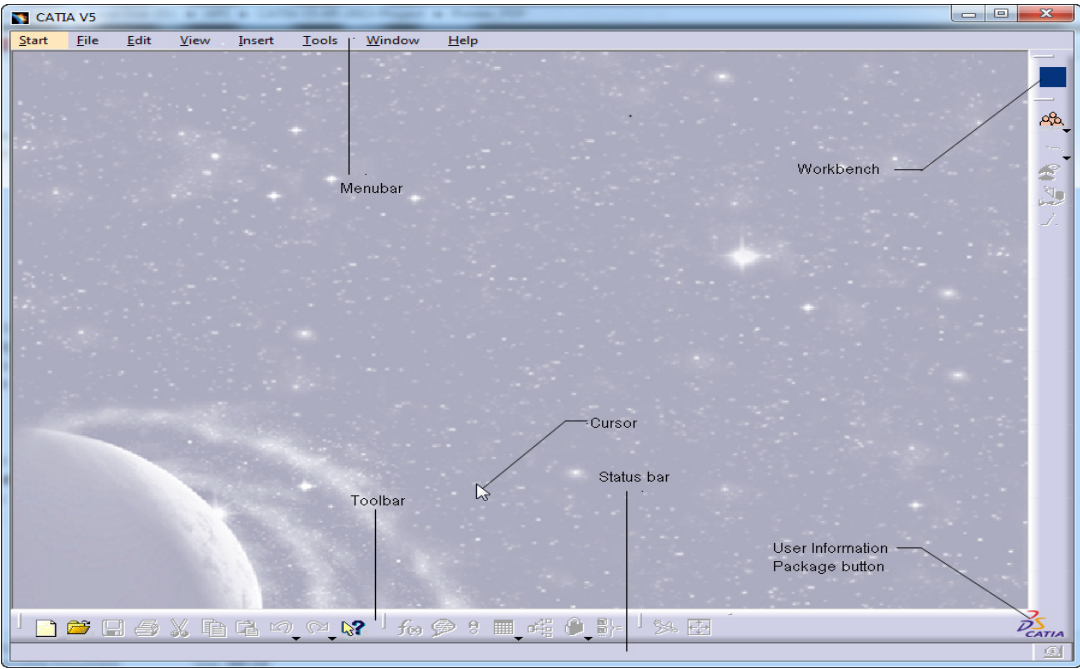 CATIA V5
Start File Edit View Insert Tools Window Help
Workbench
Menubar
Cursor
Status bar
Toolbar
User Information
Package button
f(x)
DS
CATIA